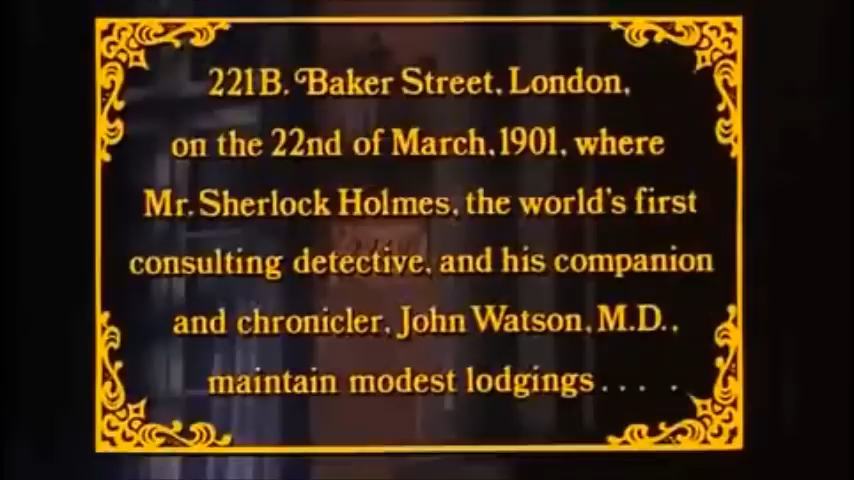 221B. Baker Street, London,
on the 22nd of March, 1901, where
Mr. Sherlock Holmes, the world's first
consulting detective, and his companion
and chronicler, John Watson, M.D.,
maintain modest lodgings . . . . .